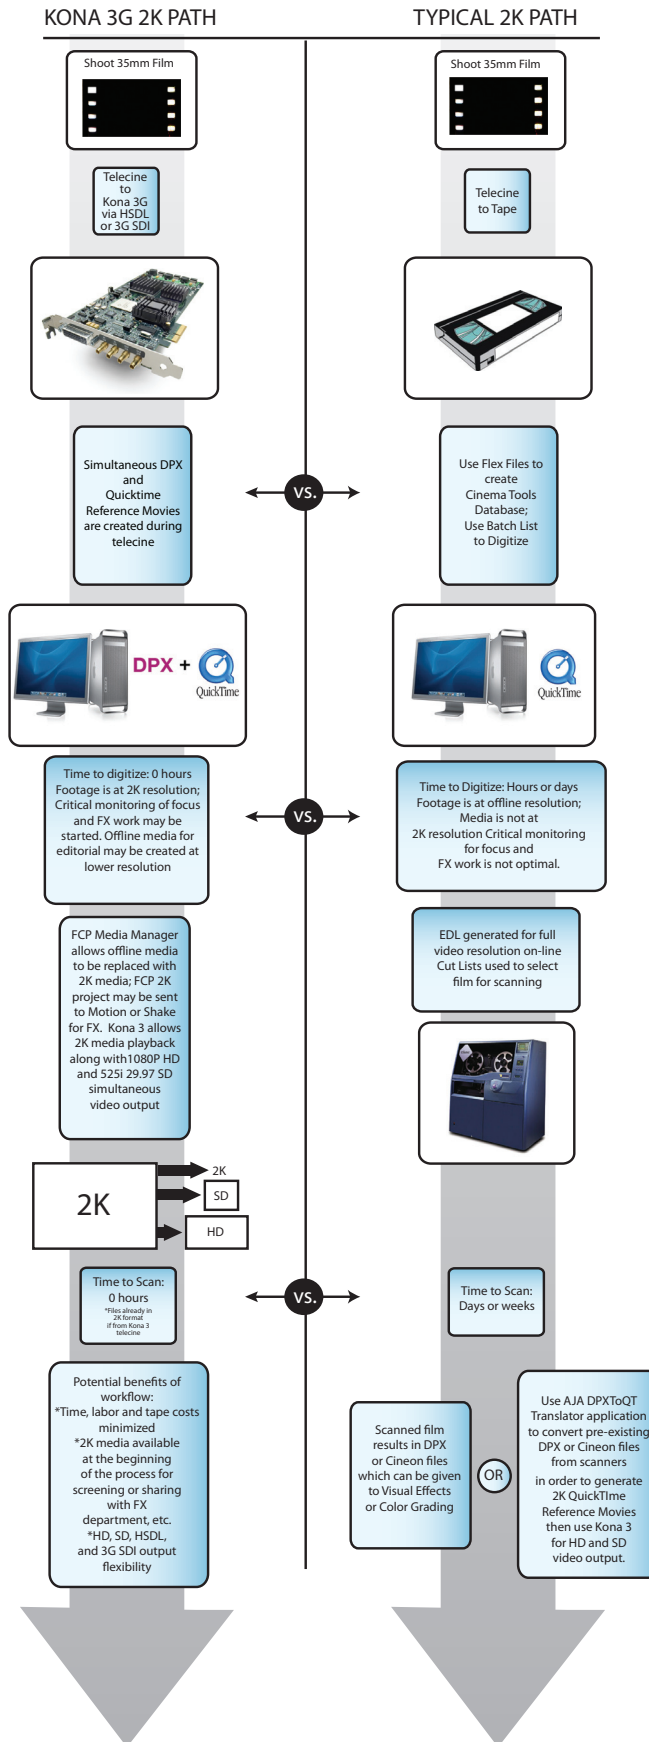 KONA 3G 2K PATH
Shoot 35mm Film
Telecine
to
Kona 3G
via HSDL
or 3G SDI
Simultaneous DPX
and
Quicktime
Reference Movies
are created during
telecine
DPX +
QuickTime
Time to digitize: 0 hours
Footage is at 2K resolution;
Critical monitoring of focus
and FX work may be
started. Offline media for
editorial may be created at
lower resolution
FCP Media Manager
allows offline media
to be replaced with
2K media; FCP 2K
project may be sent
to Motion or Shake
for FX. Kona 3 allows
2K media playback
along with1080P HD
and 525i 29.97 SD
simultaneous
video output
2K
2K
SD
HD
Time to Scan:
0 hours
*Files already in
2K format
if from Kona 3
telecine
Potential benefits of
workflow:
*Time, labor and tape costs
minimized
*2K media available
at the beginning
of the process for
screening or sharing
with FX
department, etc.
*HD, SD, HSDL,
and 3G SDI output
flexibility
vs.
vs.
vs.
TYPICAL 2K PATH
Shoot 35mm Film
Telecine
to Tape
Use Flex Files to
create
Cinema Tools
Database;
Use Batch List
to Digitize
QuickTime
Time to Digitize: Hours or days
Footage is at offline resolution;
Media is not at
2K resolution Critical monitoring
for focus and
FX work is not optimal.
EDL generated for full
video resolution on-line
Cut Lists used to select
film for scanning
Time to Scan:
Days or weeks
Scanned film
results in DPX
or Cineon files
which can be given
to Visual Effects
or Color Grading
OR
Use AJA DPXToQT
Translator application
to convert pre-existing
DPX or Cineon files
from scanners
in order to generate
2K QuickTIme
Reference Movies
then use Kona 3
for HD and SD
video output.